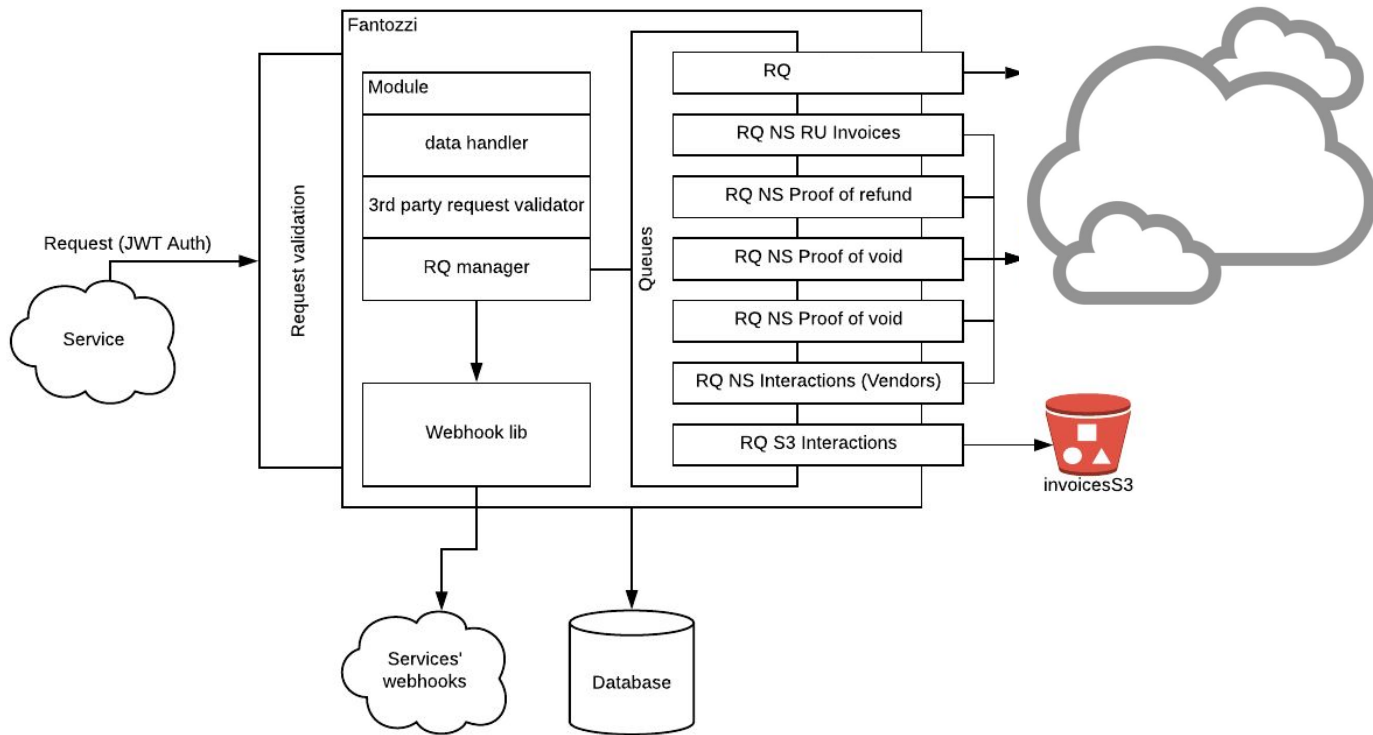 Fantozzi
Module
data handler
3rd party request validator
RQ manager
Webhook lib
Request validation
Request (JWT Auth)
Service
Queues
RQ
RQ NS RU Invoices
RQ NS Proof of refund
RQ NS Proof of void
RQ NS Proof of void
RQ NS Interactions (Vendors)
RQ S3 Interactions
invoicesS3
Services'
webhooks
Database